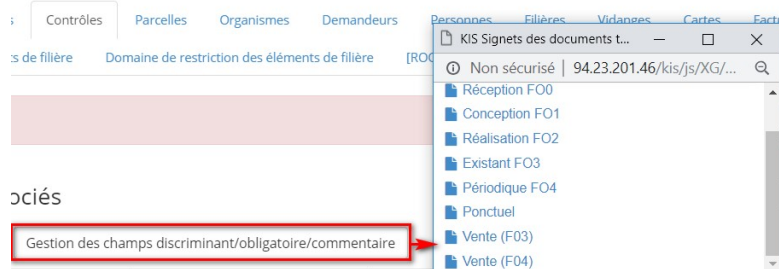 s Contrôles Parcelles Organismes Demandeurs Personnes Filières Vidanges Cartes Fact
ts de filière Domaine de restriction des éléments de filière [ROC
KIS Signets des documents t...
Non sécurisé | 94.23.201.46/kis/js/XG/...
Réception FO0
Conception FO1
Réalisation FO2
Existant FO3
Périodique FO4
Ponctuel
ociés
Gestion des champs discriminant/obligatoire/commentaire
Vente (F03)
Vente (F04)